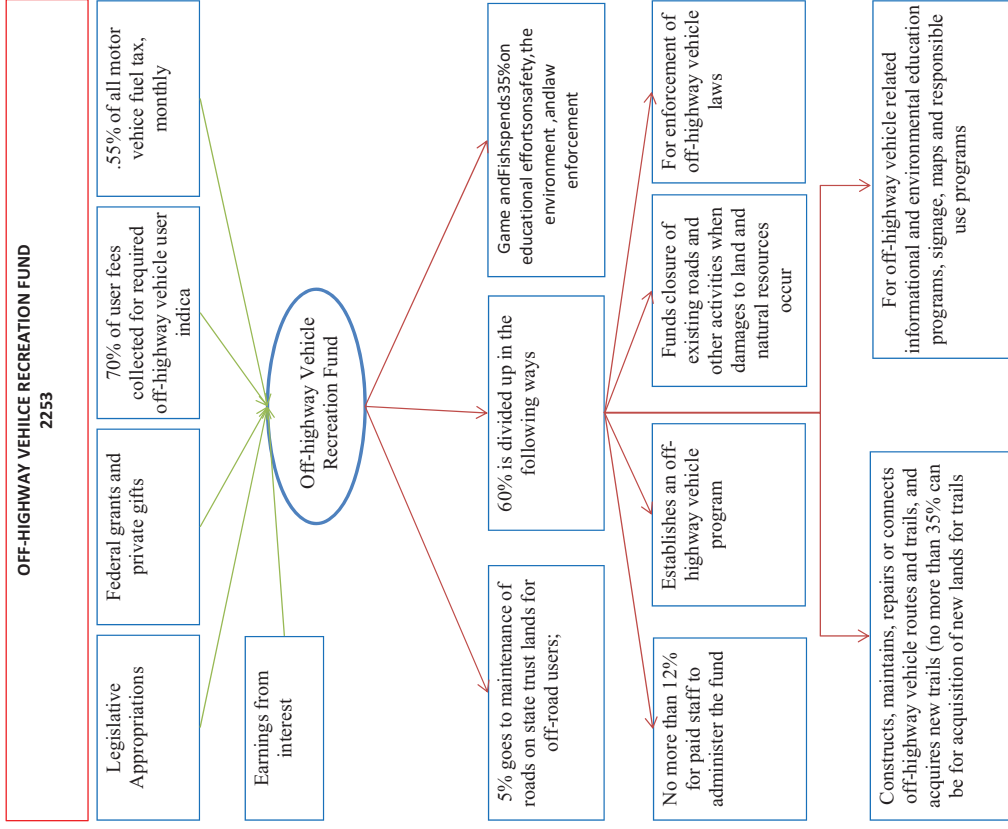 OFF-HIGHWAY VEHILCE RECREATION FUND
2253
Legislative
Appropriations
Federal grants and
private gifts
70% of user fees
collected for required
off-highway vehicle user
indica
.55% of all motor
vehice fuel tax,
monthly
Earnings from
interest
Off-highway Vehicle
Recreation Fund
5% goes to maintenance of
roads on state trust lands for
off-road users;
60% is divided up in the
following ways
Game andFishspends35%on
educational effortsonsafety,the
environment ,andlaw
enforcement
No more than 12%
for paid staff to
administer the fund
Establishes an off-
highway vehicle
program
Funds closure of
existing roads and
other activities when
damages to land and
natural resources
occur
For enforcement of
off-highway vehicle
laws
Constructs, maintains, repairs or connects
off-highway vehicle routes and trails, and
acquires new trails (no more than 35% can
be for acquisition of new lands for trails
For off-highway vehicle related
informational and environmental education
programs, signage, maps and responsible
use programs